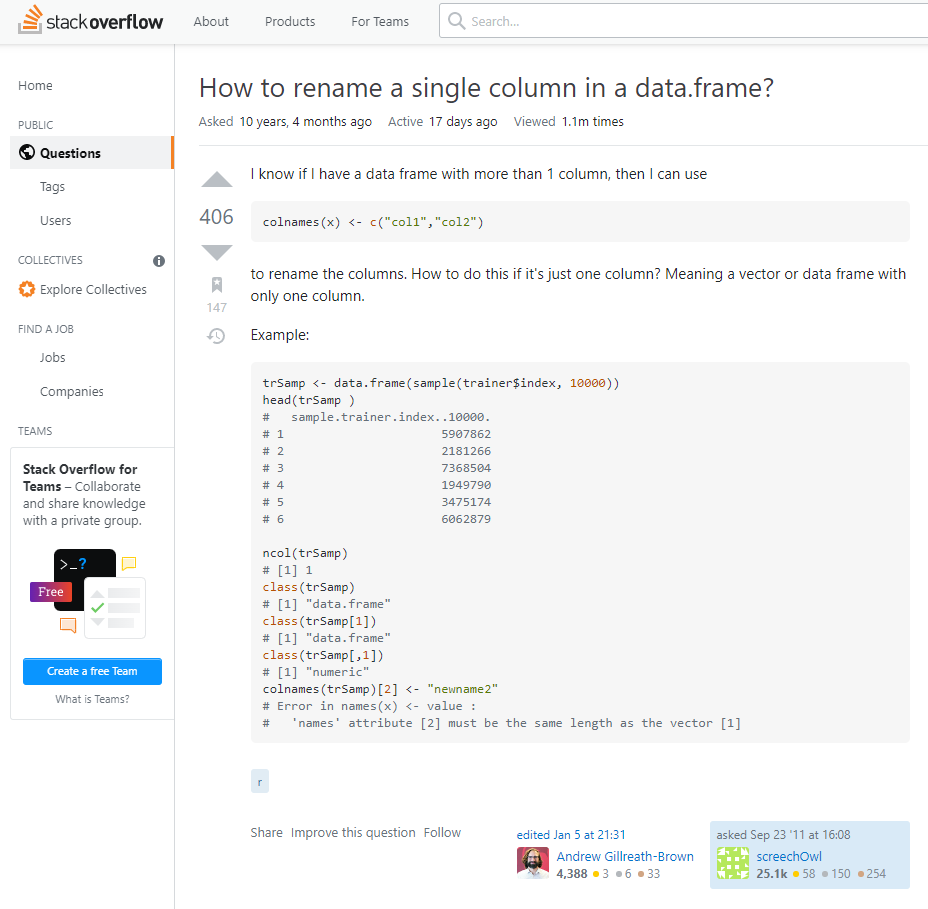 stackoverflow
About
Products
For Teams
Search...
Home
PUBLIC
Questions
Tags
Users
COLLECTIVES
Explore Collectives
FIND A JOB
Jobs
Companies
TEAMS
Stack Overflow for
Teams – Collaborate
and share knowledge
with a private group.
>_?
Free
Create a free Team
What is Teams?
How to rename a single column in a data.frame?
Asked 10 years, 4 months ago Active 17 days ago Viewed 1.1m times
406
147
I know if I have a data frame with more than 1 column, then I can use
colnames(x) <- c("col1","col2")
to rename the columns. How to do this if it's just one column? Meaning a vector or data frame with
only one column.
Example:
trSamp <- data.frame(sample(trainer$index, 10000))
head(trSamp )
#   sample.trainer.index..10000.
# 1                      5907862
# 2                      2181266
# 3                      7368504
# 4                      1949790
# 5                      3475174
# 6                      6062879
ncol(trSamp)
# [1] 1
class(trSamp)
# [1] "data.frame"
class(trSamp[1])
# [1] "data.frame"
class(trSamp[,1])
# [1] "numeric"
colnames(trSamp)[2] <- "newname2"
# Error in names(x) <- value :
#   'names' attribute [2] must be the same length as the vector [1]
r
Share Improve this question Follow
edited Jan 5 at 21:31
Andrew Gillreath-Brown
4,388 3 6 33
asked Sep 23 '11 at 16:08
screechOwl
25.1k 58 150 254